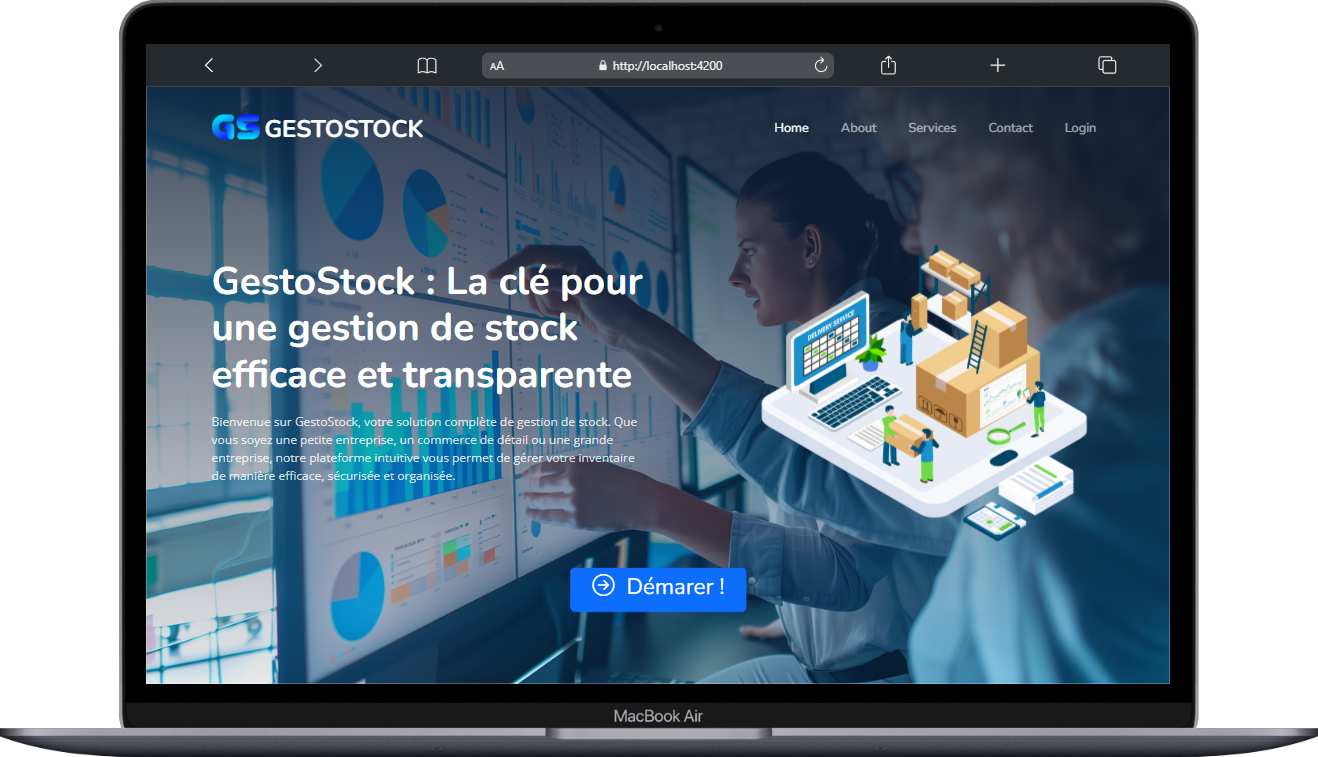 AA
http://localhost:4200
GS GESTOSTOCK
Home
About
Services
Contact
Login
GestoStock : La clé pour
une gestion de stock
efficace et transparente
Bienvenue sur GestoStock, votre solution complète de gestion de stock. Que
vous soyez une petite entreprise, un commerce de détail ou une grande
entreprise, notre plateforme intuitive vous permet de gérer votre inventaire
de manière efficace, sécurisée et organisée.
DELIVERY SERVICE
Démarer !
MacBook Air